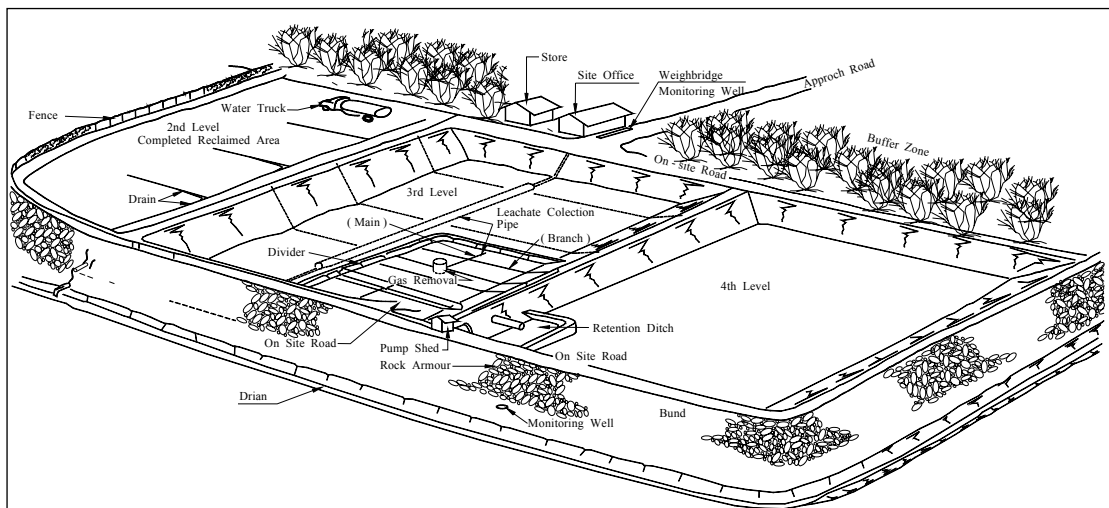 Store
Site Office
Weighbridge
Monitoring Well
Approch Road
Fence
Water Truck
2nd Level
Completed Reclaimed Area
Buffer Zone
On - site Road
Drain
3rd Level
( Main )
Leachate Colection
Pipe
Divider
( Branch )
Gas Removal
4th Level
Retention Ditch
On Site Road
Pump Shed
On Site Road
Rock Armour
Drian
Bund
Monitoring Well